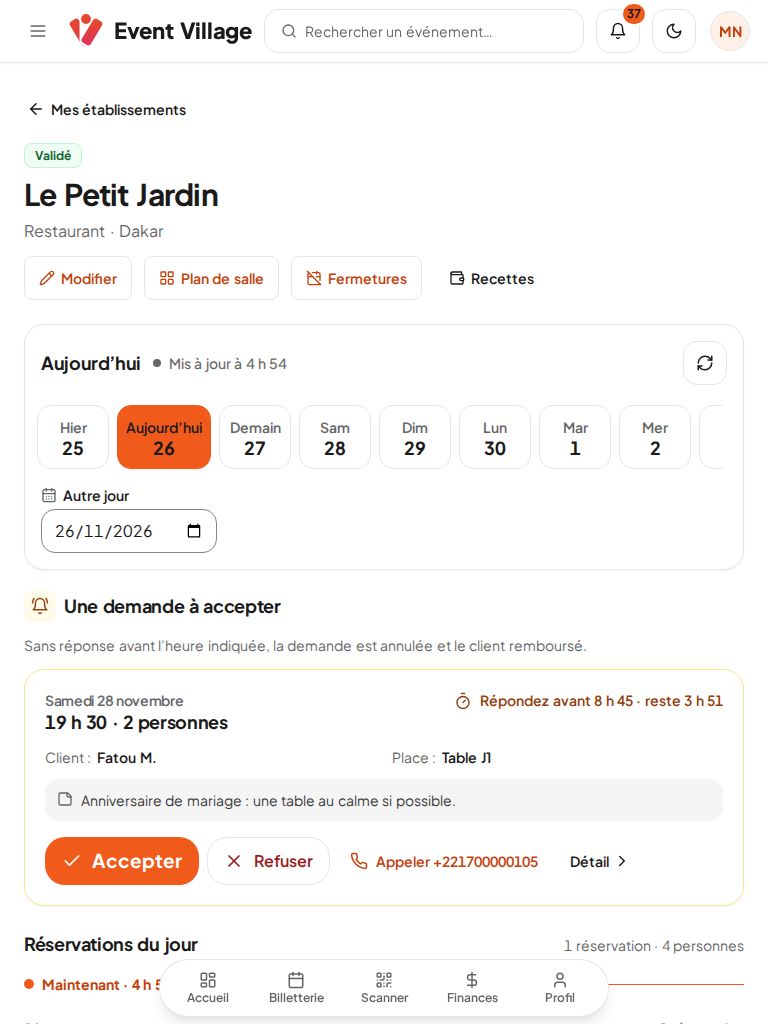 Event Village
Rechercher un événement…
37
MN
Mes établissements
Validé
Le Petit Jardin
Restaurant · Dakar
Modifier
Plan de salle
Fermetures
Recettes
Aujourd’hui
Mis à jour à 4 h 54
Hier
25
Aujourd’hui
26
Demain
27
Sam
28
Dim
29
Lun
30
Mar
1
Mer
2
Autre jour
26/11/2026
Une demande à accepter
Sans réponse avant l’heure indiquée, la demande est annulée et le client remboursé.
Samedi 28 novembre
Répondez avant 8 h 45 · reste 3 h 51
19 h 30 · 2 personnes
Client : Fatou M.
Place : Table J1
Anniversaire de mariage : une table au calme si possible.
Accepter
Refuser
Appeler +221700000105
Détail
Réservations du jour
1 réservation · 4 personnes
Maintenant · 4 h 5
Accueil
Billetterie
Scanner
Finances
Profil